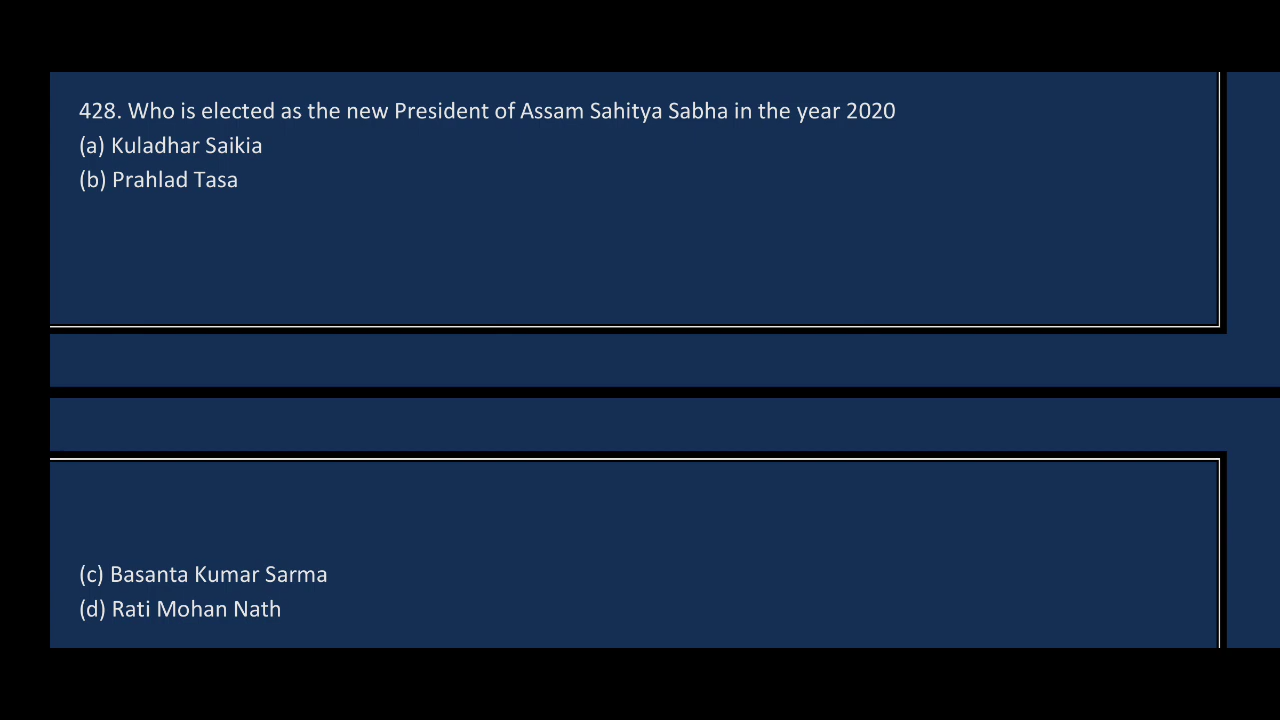 428. Who is elected as the new President of Assam Sahitya Sabha in the year 2020
(a) Kuladhar Saikia
(b) Prahlad Tasa
(c) Basanta Kumar Sarma
(d) Rati Mohan Nath